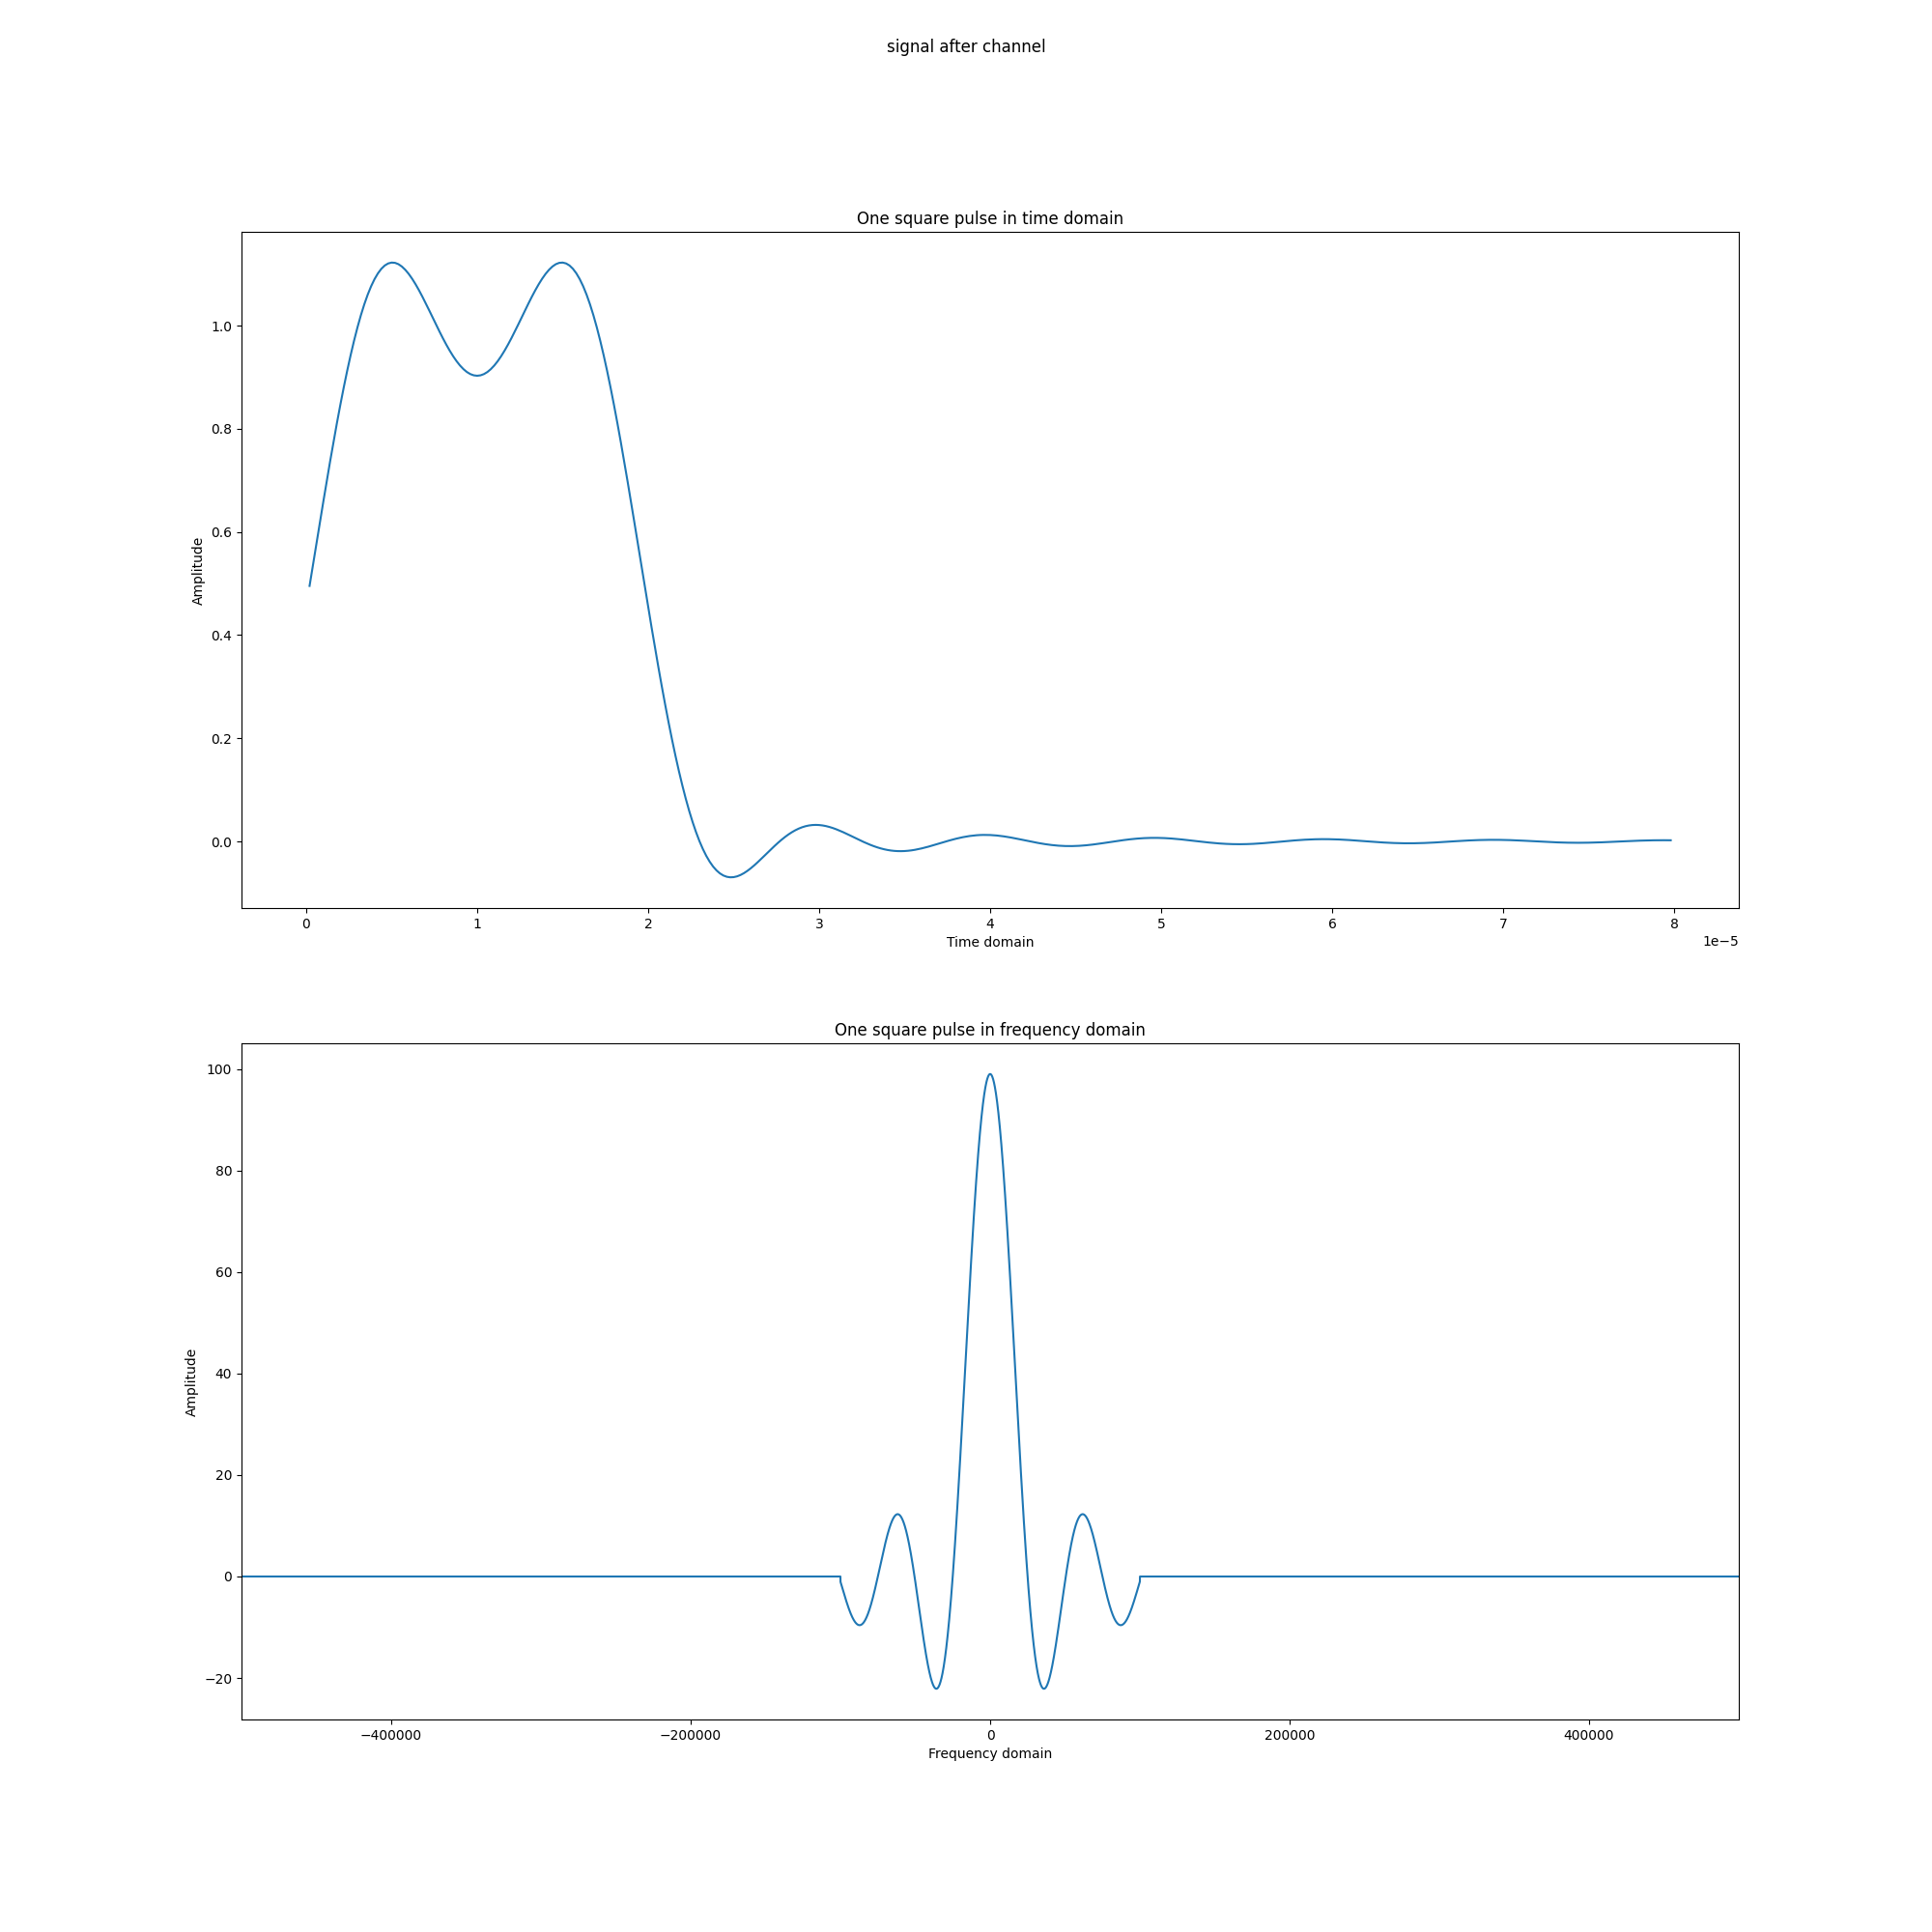 signal after channel
One square pulse in time domain
Amplitude
1.0
0.8
0.6
0.4
0.2
0.0
0 1 2 3 4 5 6 7 8
1e−5
Time domain
One square pulse in frequency domain
Amplitude
100
80
60
40
20
0
−20
−400000 −200000 0 200000 400000
Frequency domain